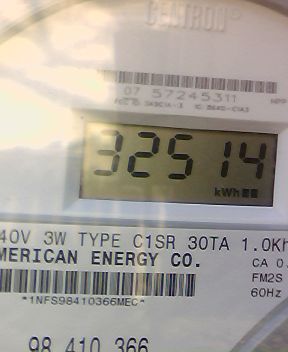 CENTRON®
07 57245311
32514
kWh
40V 3W TYPE C1SR 30TA 1.0Kh
MERICAN ENERGY CO.
CA 0.
FM2S
60Hz
*1NFS98410366MEC*
98 410 366